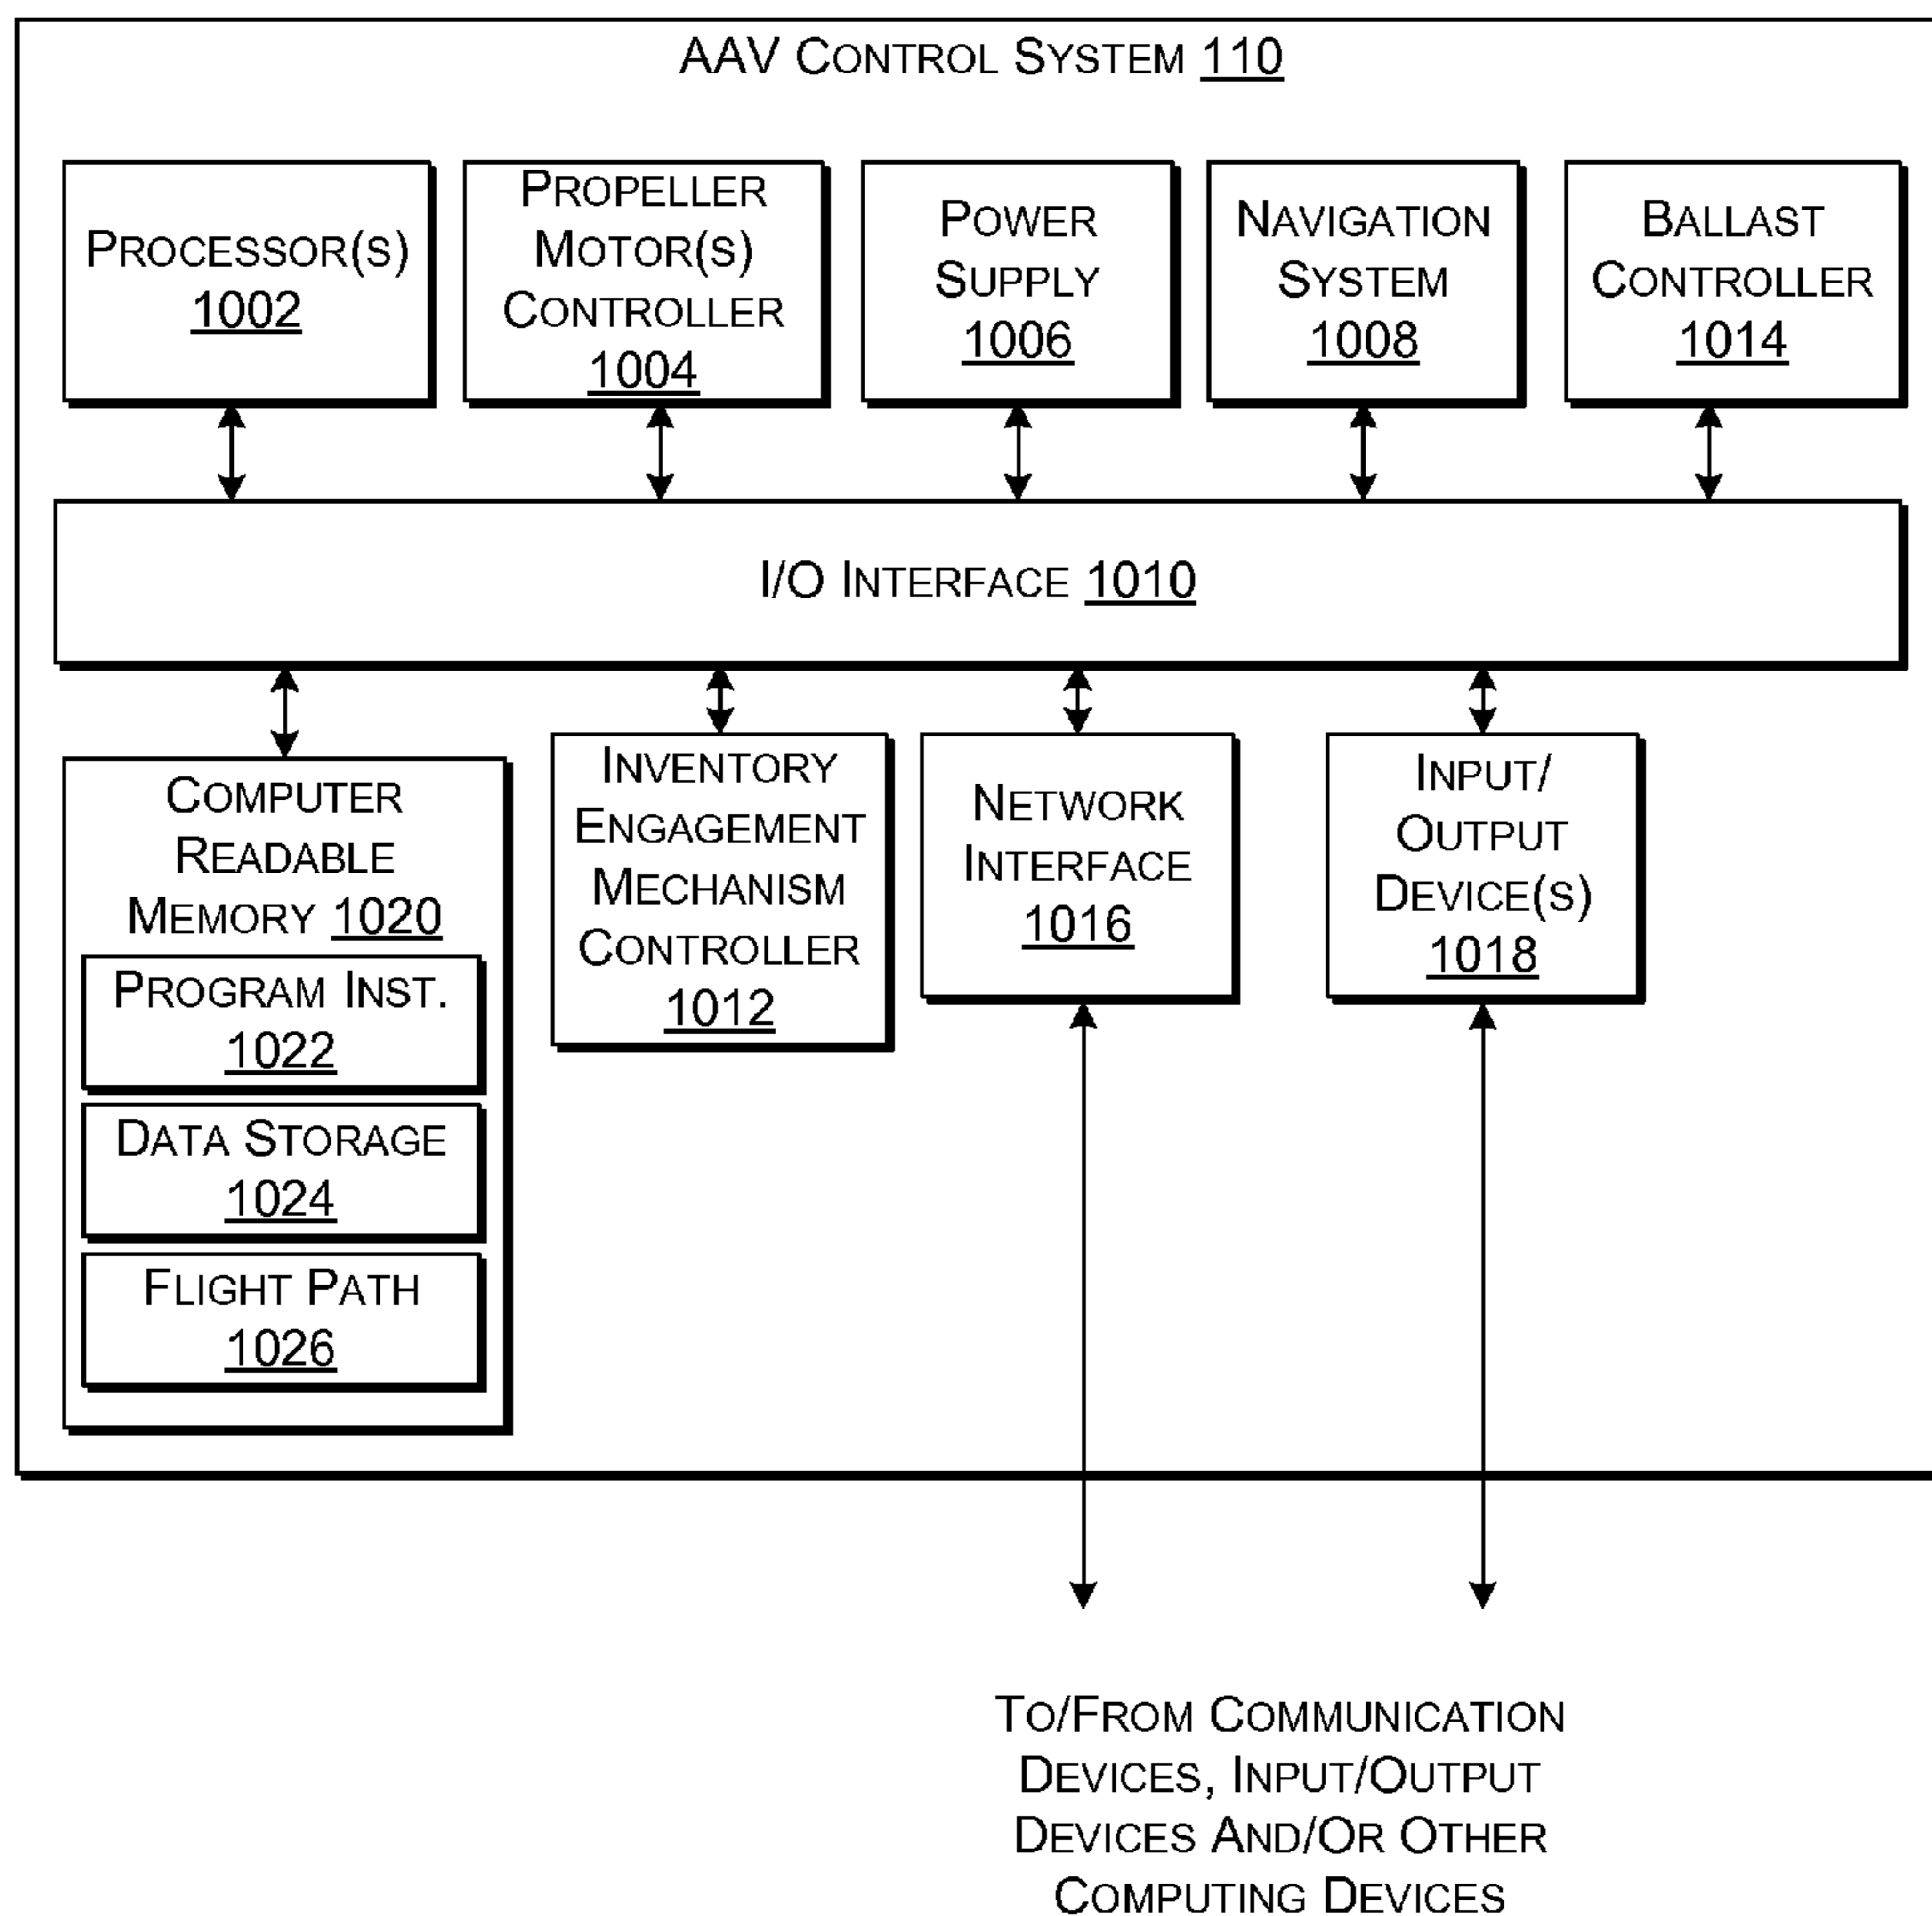 AAV CONTROL SYSTEM 110
PROCESSOR(S)
1002
PROPELLER
MOTOR(S)
CONTROLLER
1004
POWER
SUPPLY
1006
NAVIGATION
SYSTEM
1008
BALLAST
CONTROLLER
1014
I/O INTERFACE 1010
COMPUTER
READABLE
MEMORY 1020
PROGRAM INST.
1022
DATA STORAGE
1024
FLIGHT PATH
1026
INVENTORY
ENGAGEMENT
MECHANISM
CONTROLLER
1012
NETWORK
INTERFACE
1016
INPUT/
OUTPUT
DEVICE(S)
1018
TO/FROM COMMUNICATION
DEVICES, INPUT/OUTPUT
DEVICES AND/OR OTHER
COMPUTING DEVICES